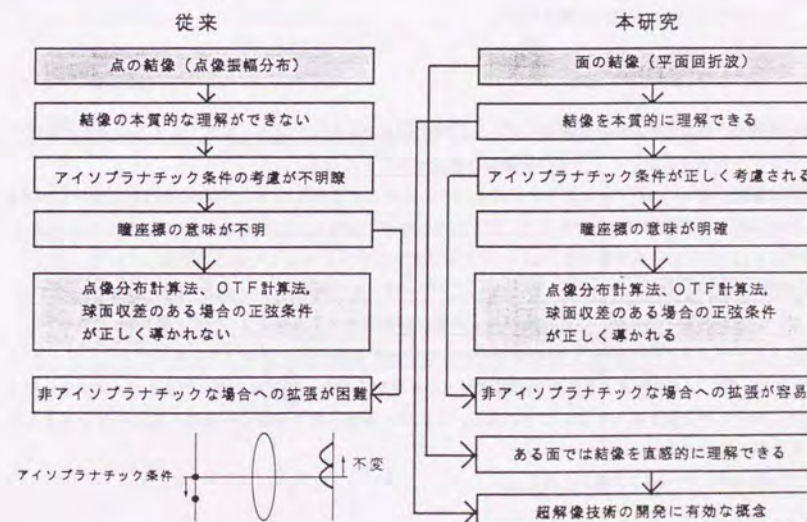 従来
点の結像（点像振幅分布）
結像の本質的な理解ができない
アイソプラナチック条件の考慮が不明瞭
瞳座標の意味が不明
点像分布計算法、OTF計算法、
球面収差のある場合の正弦条件
が正しく導かれない
非アイソプラナチックな場合への拡張が困難
アイソプラナチック条件
不変
本研究
面の結像（平面回折波）
結像を本質的に理解できる
アイソプラナチック条件が正しく考慮される
瞳座標の意味が明確
点像分布計算法、OTF計算法、
球面収差のある場合の正弦条件
が正しく導かれる
非アイソプラナチックな場合への拡張が容易
ある面では結像を直感的に理解できる
超解像技術の開発に有効な概念